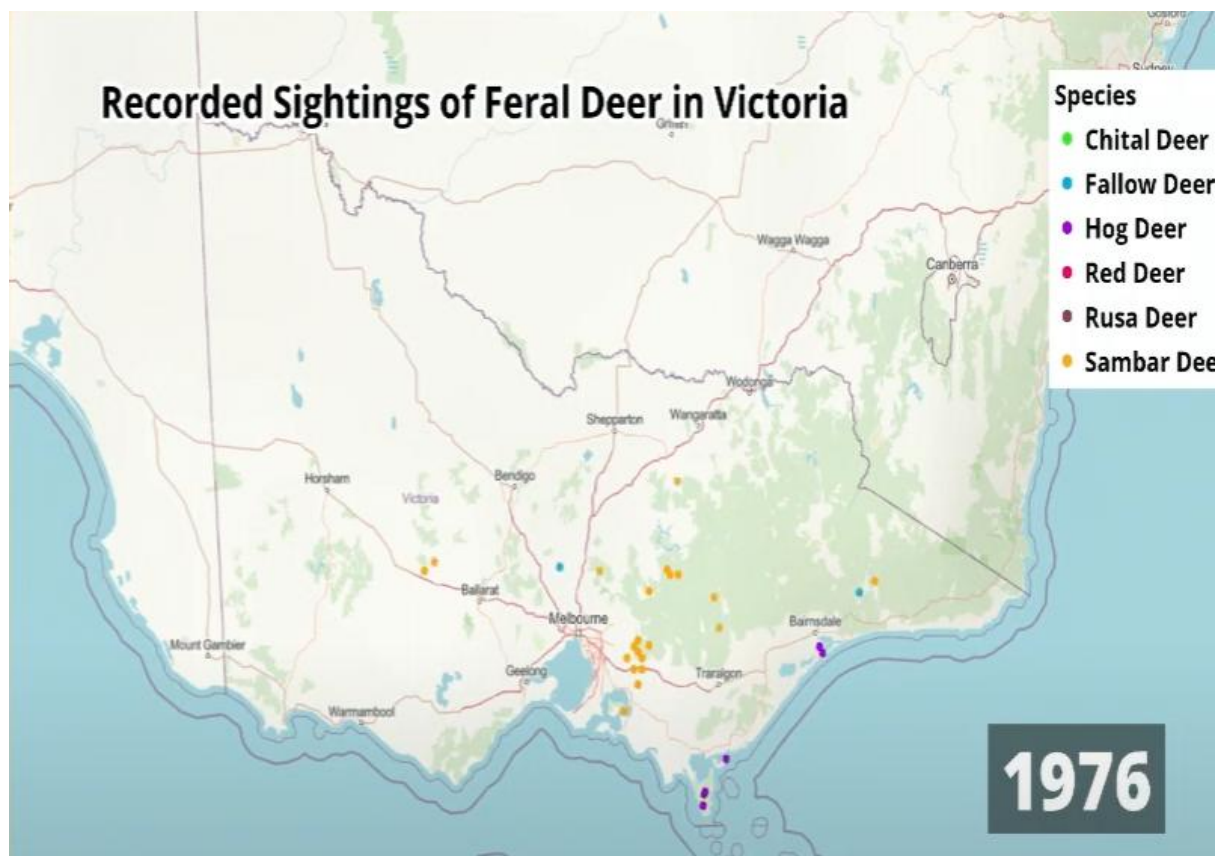 Gosford
Sydney
Recorded Sightings of Feral Deer in Victoria
Species
Chital Deer
Fallow Deer
Hog Deer
Red Deer
Rusa Deer
Sambar Dee
Wagga Wagga
Canberra
Wodonga
Shepparton
Wangaratta
Horsham
Bendigo
Victoria
Ballarat
Melbourne
Bairnsdale
Mount Gambier
Geelong
Traralgon
Warrnambool
1976